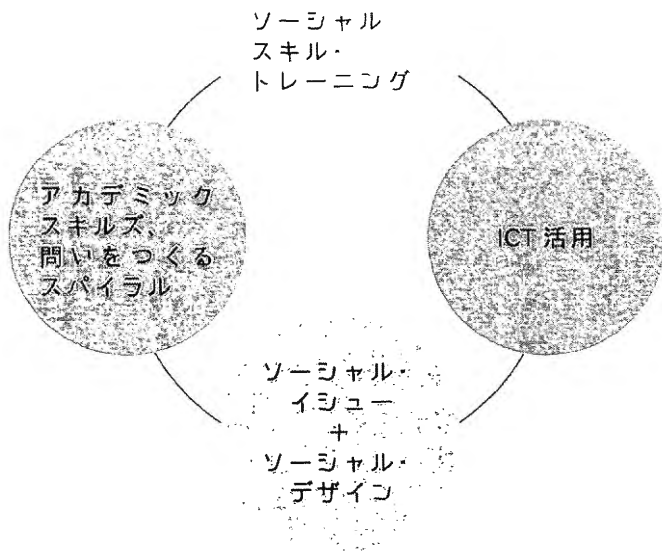 ソーシャル
スキル・
トレーニング
アカデミック
スキルズ、
問いをつくる
スパイラル
ICT 活用
ソーシャル・
イシュー
+
ソーシャル・
デザイン